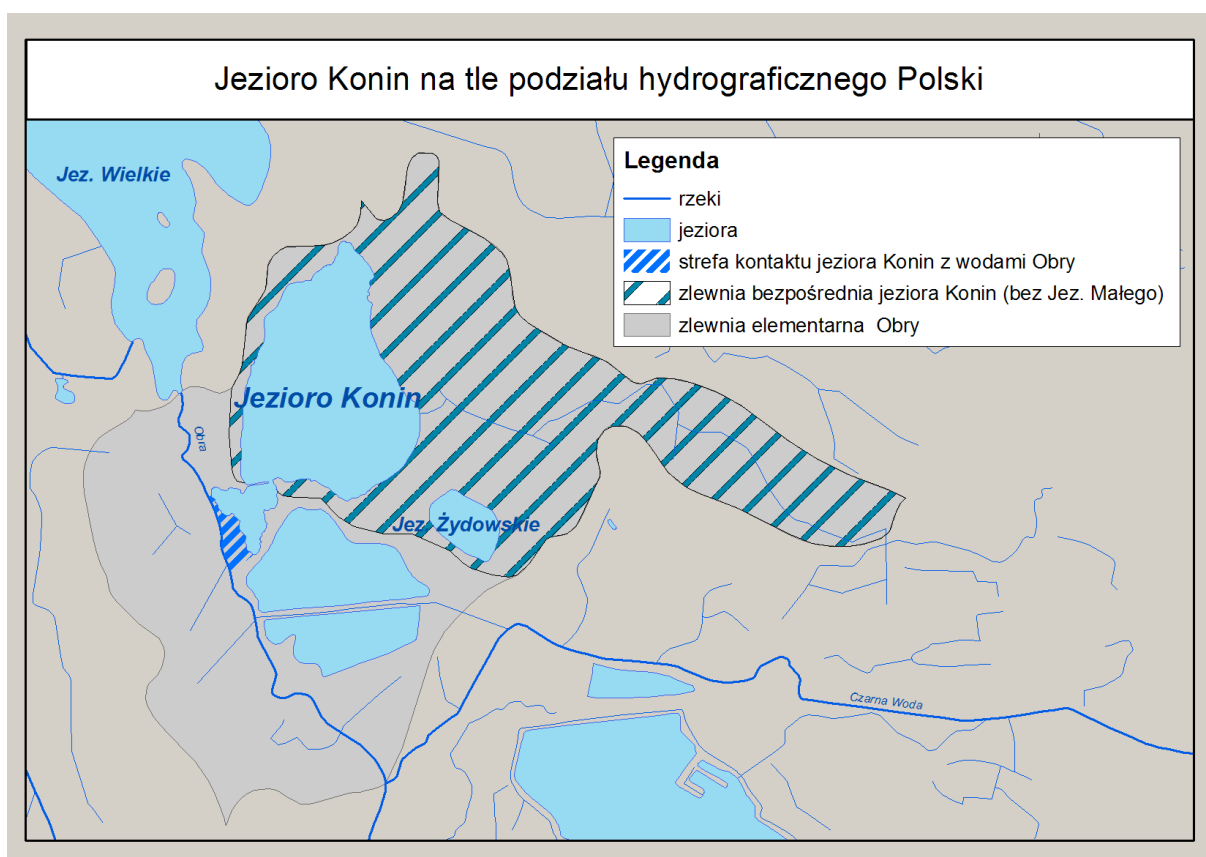 Jezioro Konin na tle podziału hydrograficznego Polski
Jez. Wielkie
Legenda
rzeki
jeziora
strefa kontaktu jeziora Konin z wodami Obry
zlewnia bezpośrednia jeziora Konin (bez Jez. Małego)
zlewnia elementarna Obry
Jezioro Konin
Obra
Jez. Żydowskie
Czarna Woda